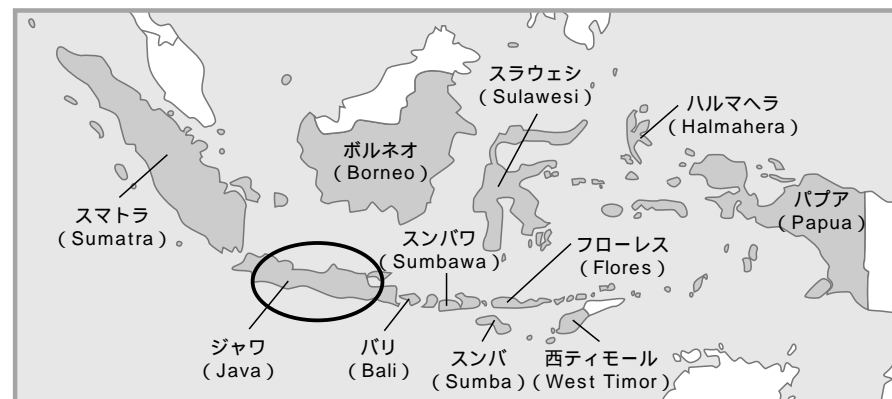 スラウェシ
（Sulawesi）
ハルマヘラ
（Halmahera）
ボルネオ
（Borneo）
パプア
（Papua）
スマトラ
（Sumatra）
スンバワ
（Sumbawa）
フローレス
（Flores）
ジャワ
（Java）
バリ
（Bali）
スンバ
（Sumba）
西ティモール
（West Timor）